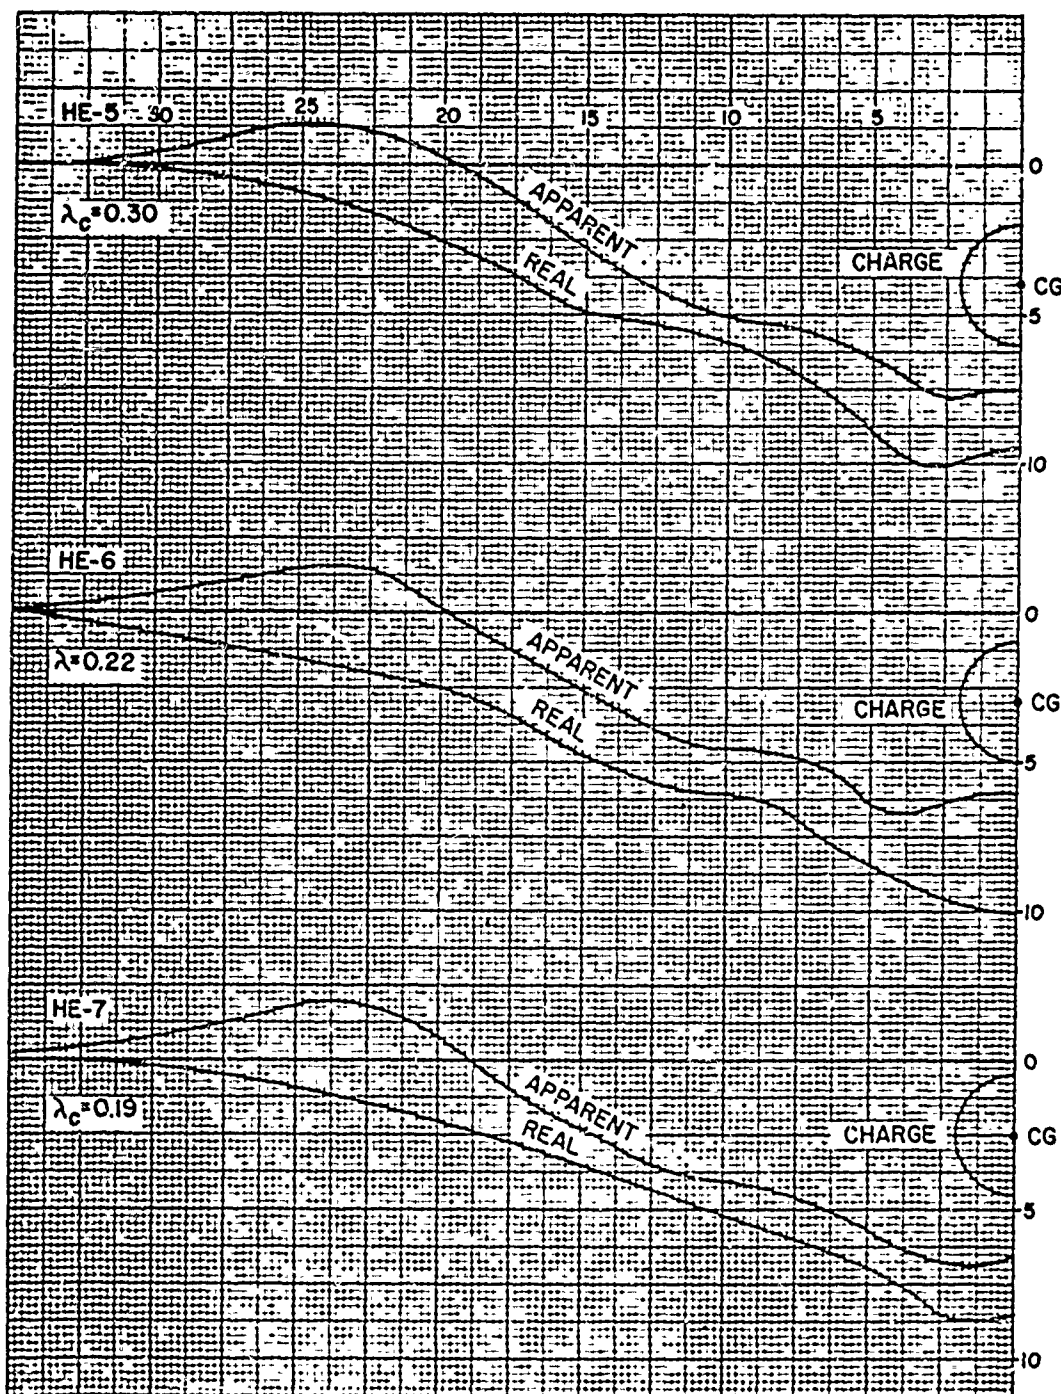 HE-5 30 25 20 15 10 5
0
λc=0.30
APPARENT
REAL
CHARGE
CG
5
10
HE-6
0
λ=0.22
APPARENT
REAL
CHARGE
CG
5
10
HE-7
0
λc=0.19
APPARENT
REAL
CHARGE
CG
5
10